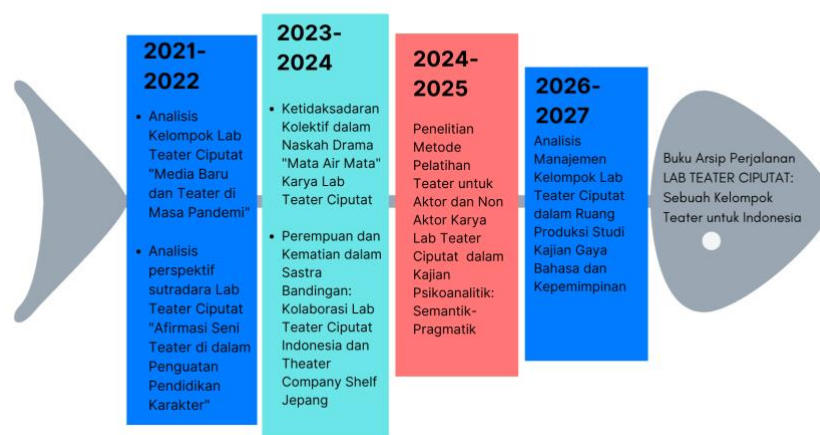 2021-
2022
• Analisis
Kelompok Lab
Teater Ciputat
"Media Baru
dan Teater di
Masa Pandemi"
• Analisis
perspektif
sutradara Lab
Teater Ciputat
"Afirmasi Seni
Teater di dalam
Penguatan
Pendidikan
Karakter"
2023-
2024
• Ketidaksadaran
Kolektif dalam
Naskah Drama
"Mata Air Mata"
Karya Lab
Teater Ciputat
• Perempuan dan
Kematian dalam
Sastra
Bandingan:
Kolaborasi Lab
Teater Ciputat
Indonesia dan
Theater
Company Shelf
Jepang
2024-
2025
Penelitian
Metode
Pelatihan
Teater untuk
Aktor dan Non
Aktor Karya
Lab Teater
Ciputat dalam
Kajian
Psikoanalitik:
Semantik-
Pragmatik
2026-
2027
Analisis
Manajemen
Kelompok Lab
Teater Ciputat
dalam Ruang
Produksi Studi
Kajian Gaya
Bahasa dan
Kepemimpinan
Buku Arsip Perjalanan
LAB TEATER CIPUTAT:
Sebuah Kelompok
Teater untuk Indonesia